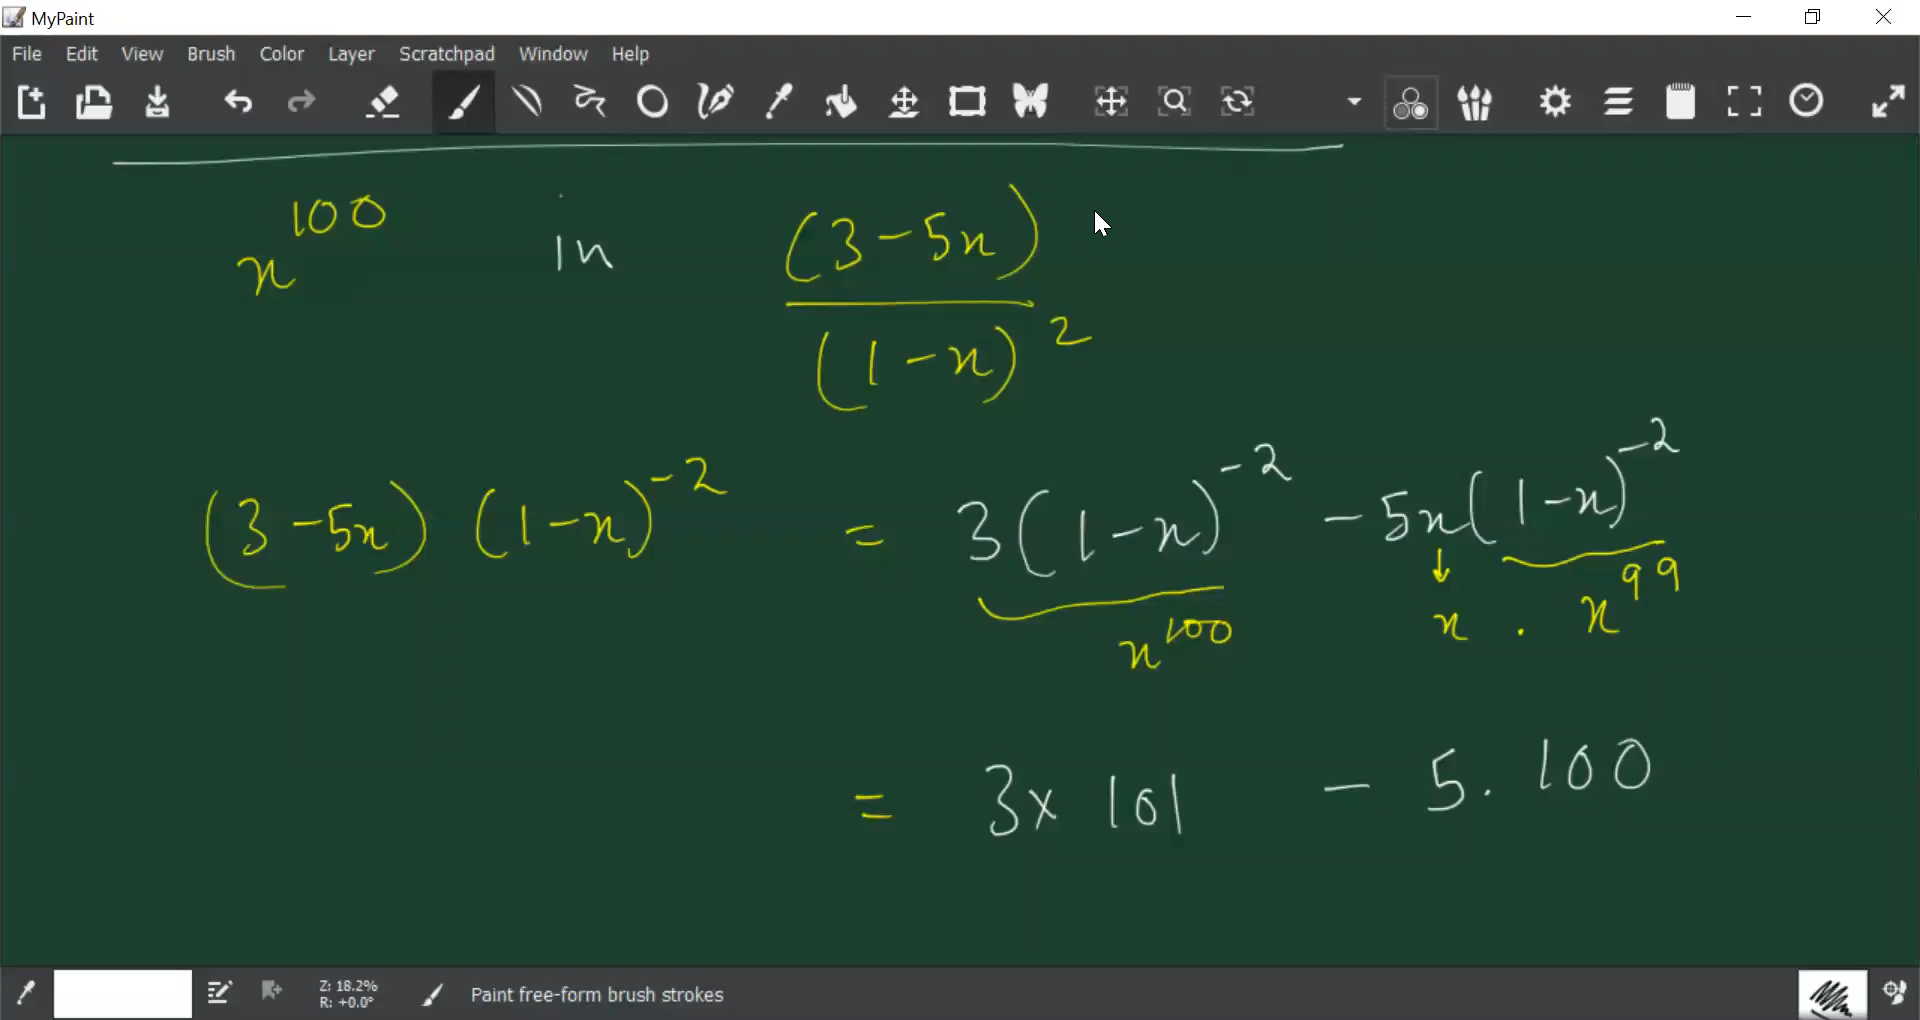 MyPaint
File Edit View Brush Color Layer Scratchpad Window Help
x^100 in (3-5x)/(1-x)^2
(3-5x) (1-x)^-2 = 3(1-x)^-2 - 5x(1-x)^-2
x^100 x . x^99
= 3x 101 - 5. 100
Z: 18.2%
R: +0.0°
Paint free-form brush strokes